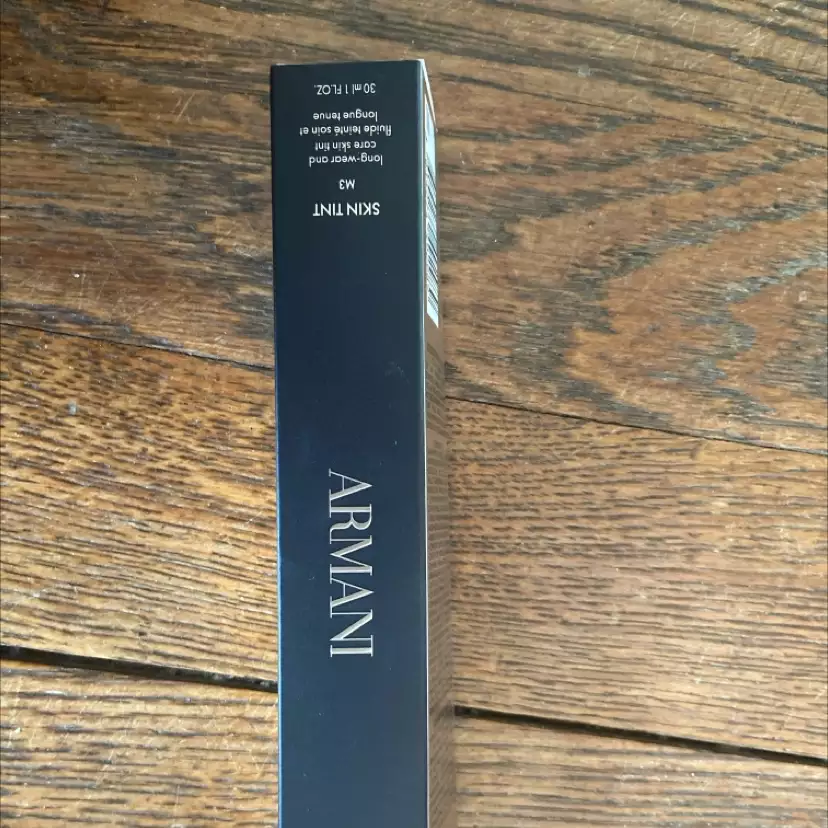 ARMANI
SKIN TINT
M3
long-wear and
care skin tint
fluide teinté soin et
longue tenue
30 ml 1 FL.OZ.